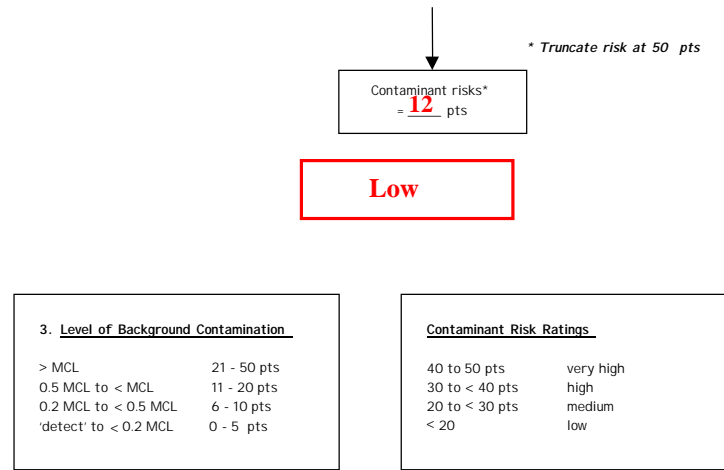 * Truncate risk at 50 pts
Contaminant risks*
= 12 pts
Low
3. Level of Background Contamination
> MCL 21 - 50 pts
0.5 MCL to < MCL 11 - 20 pts
0.2 MCL to < 0.5 MCL 6 - 10 pts
'detect' to < 0.2 MCL 0 - 5 pts
Contaminant Risk Ratings
40 to 50 pts very high
30 to < 40 pts high
20 to < 30 pts medium
< 20 low